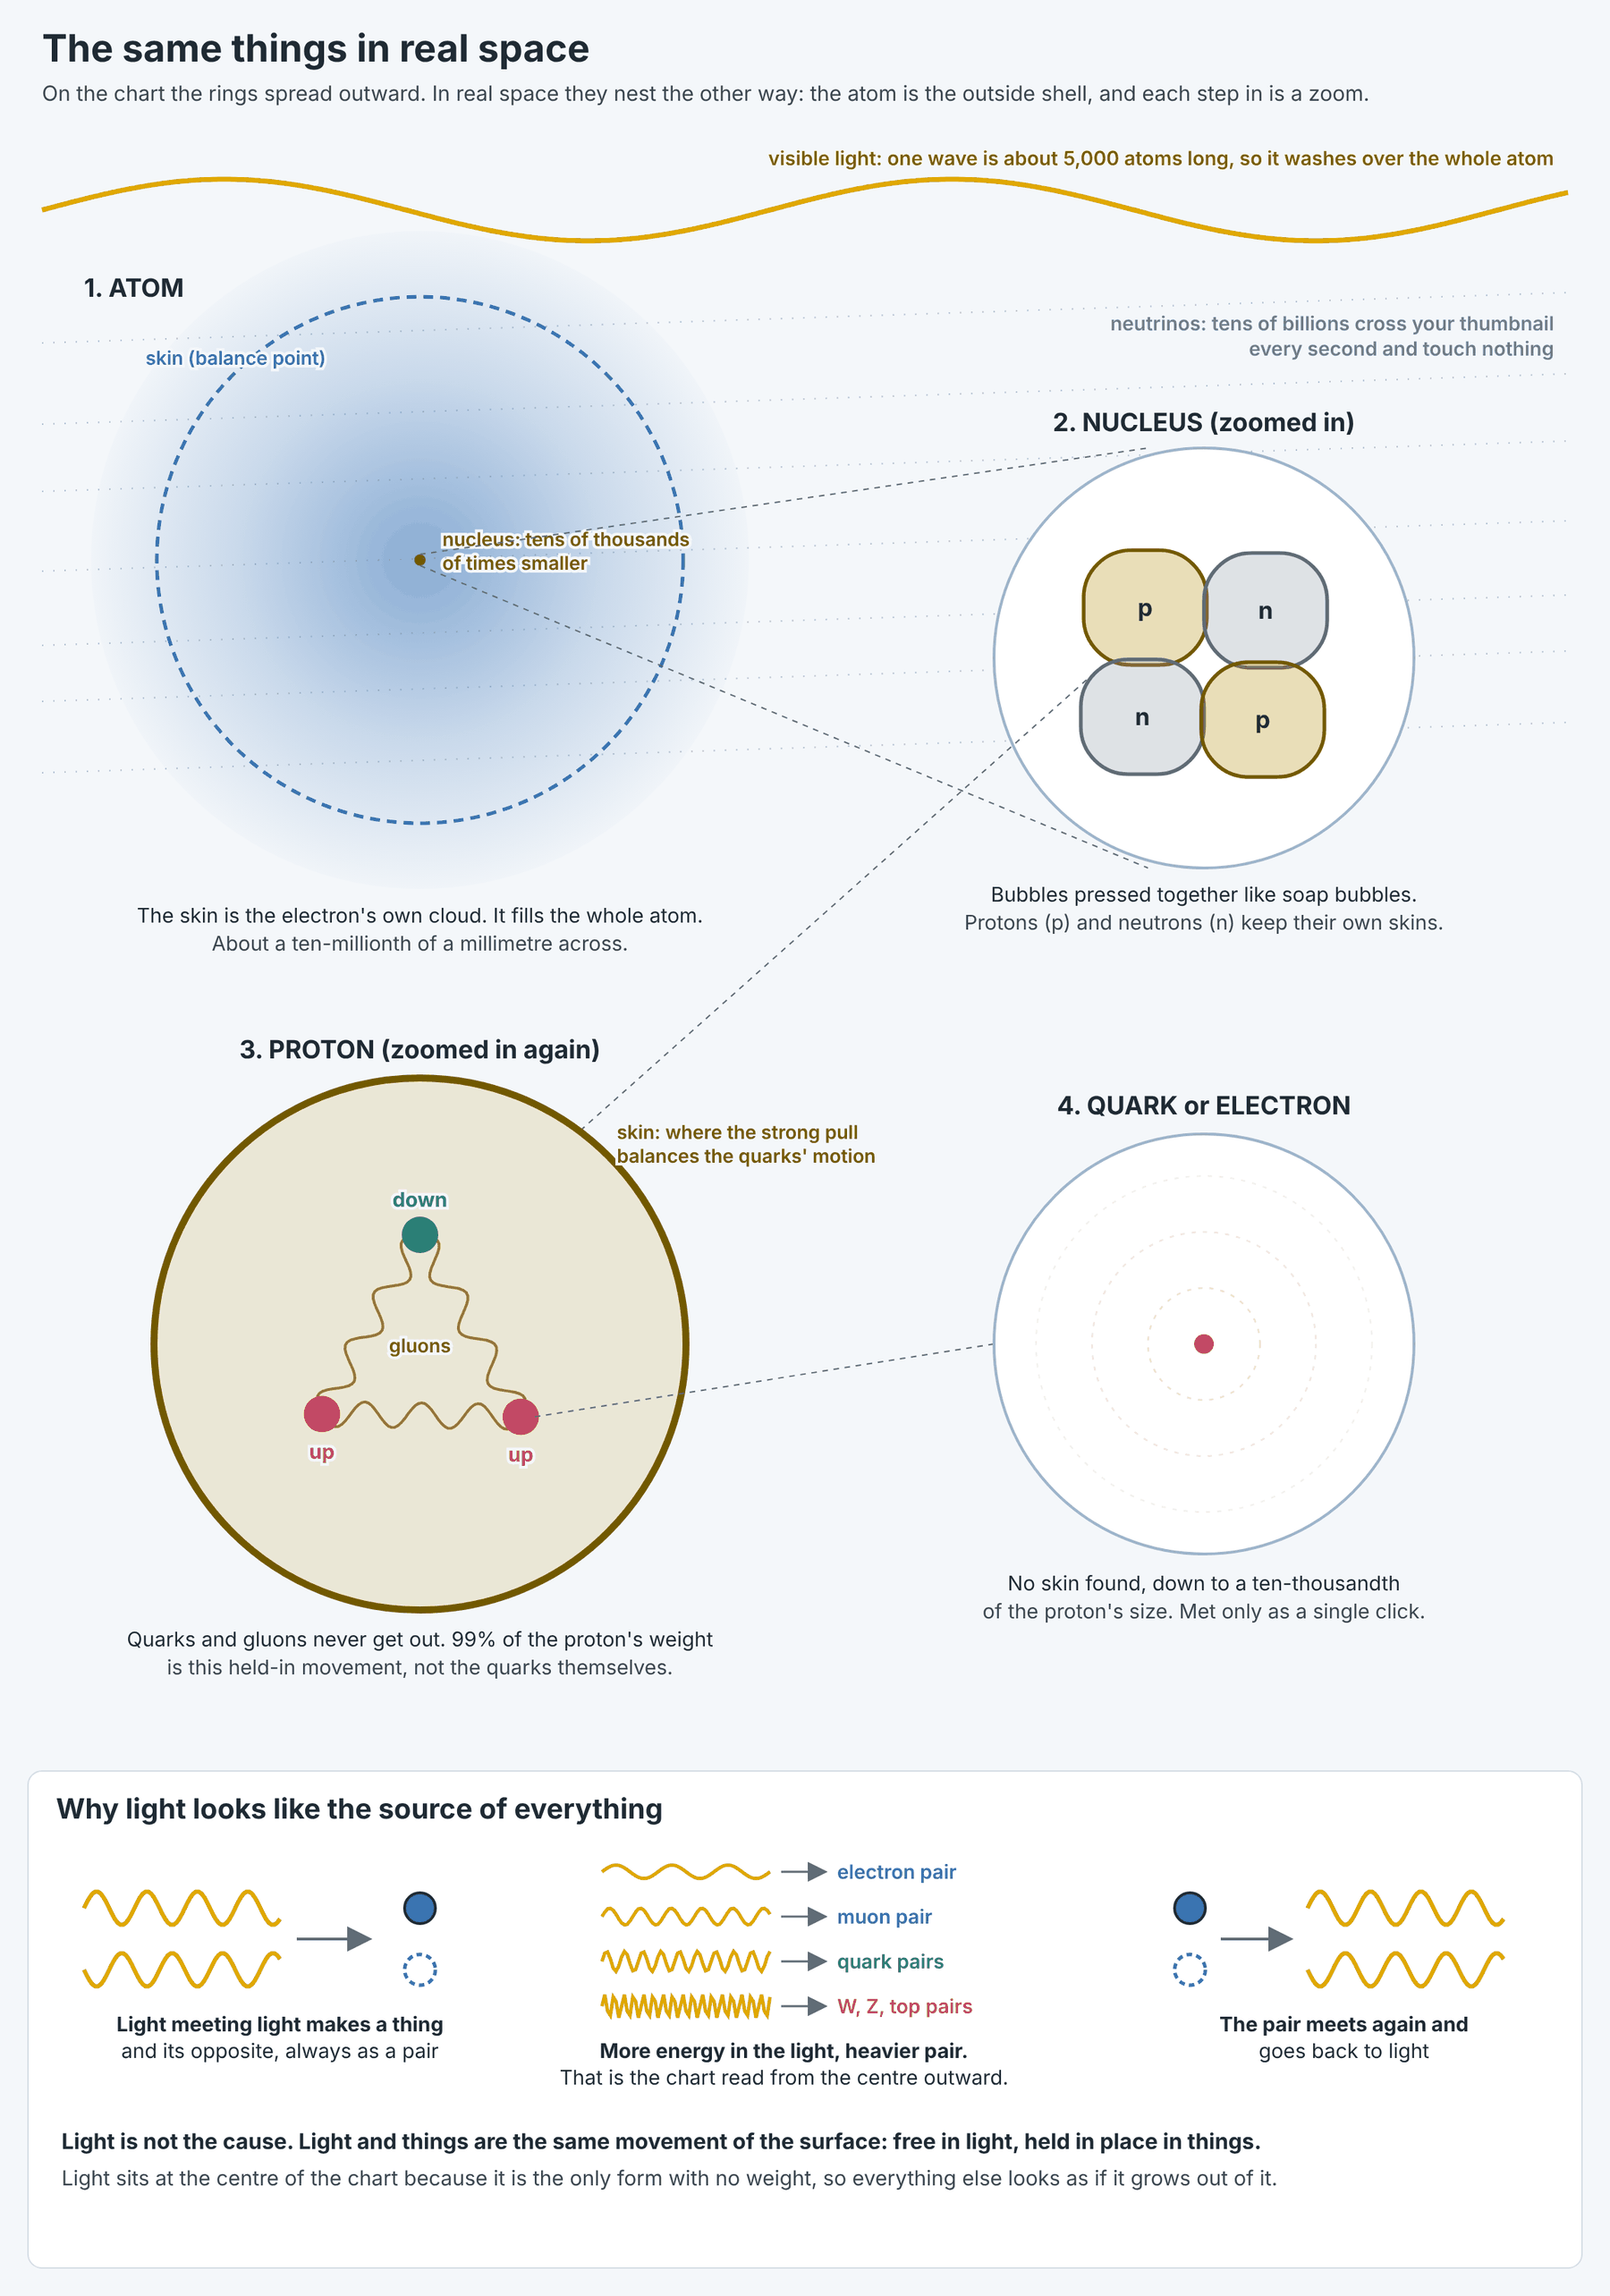 The same things in real space
On the chart the rings spread outward. In real space they nest the other way: the atom is the outside shell, and each step in is a zoom.
visible light: one wave is about 5,000 atoms long, so it washes over the whole atom
1. ATOM
neutrinos: tens of billions cross your thumbnail
every second and touch nothing
skin (balance point)
2. NUCLEUS (zoomed in)
nucleus: tens of thousands
of times smaller
p
n
n
p
The skin is the electron's own cloud. It fills the whole atom.
About a ten-millionth of a millimetre across.
Bubbles pressed together like soap bubbles.
Protons (p) and neutrons (n) keep their own skins.
3. PROTON (zoomed in again)
skin: where the strong pull
balances the quarks' motion
down
gluons
up
up
4. QUARK or ELECTRON
No skin found, down to a ten-thousandth
of the proton's size. Met only as a single click.
Quarks and gluons never get out. 99% of the proton's weight
is this held-in movement, not the quarks themselves.
Why light looks like the source of everything
Light meeting light makes a thing
and its opposite, always as a pair
electron pair
muon pair
quark pairs
W, Z, top pairs
More energy in the light, heavier pair.
That is the chart read from the centre outward.
The pair meets again and
goes back to light
Light is not the cause. Light and things are the same movement of the surface: free in light, held in place in things.
Light sits at the centre of the chart because it is the only form with no weight, so everything else looks as if it grows out of it.